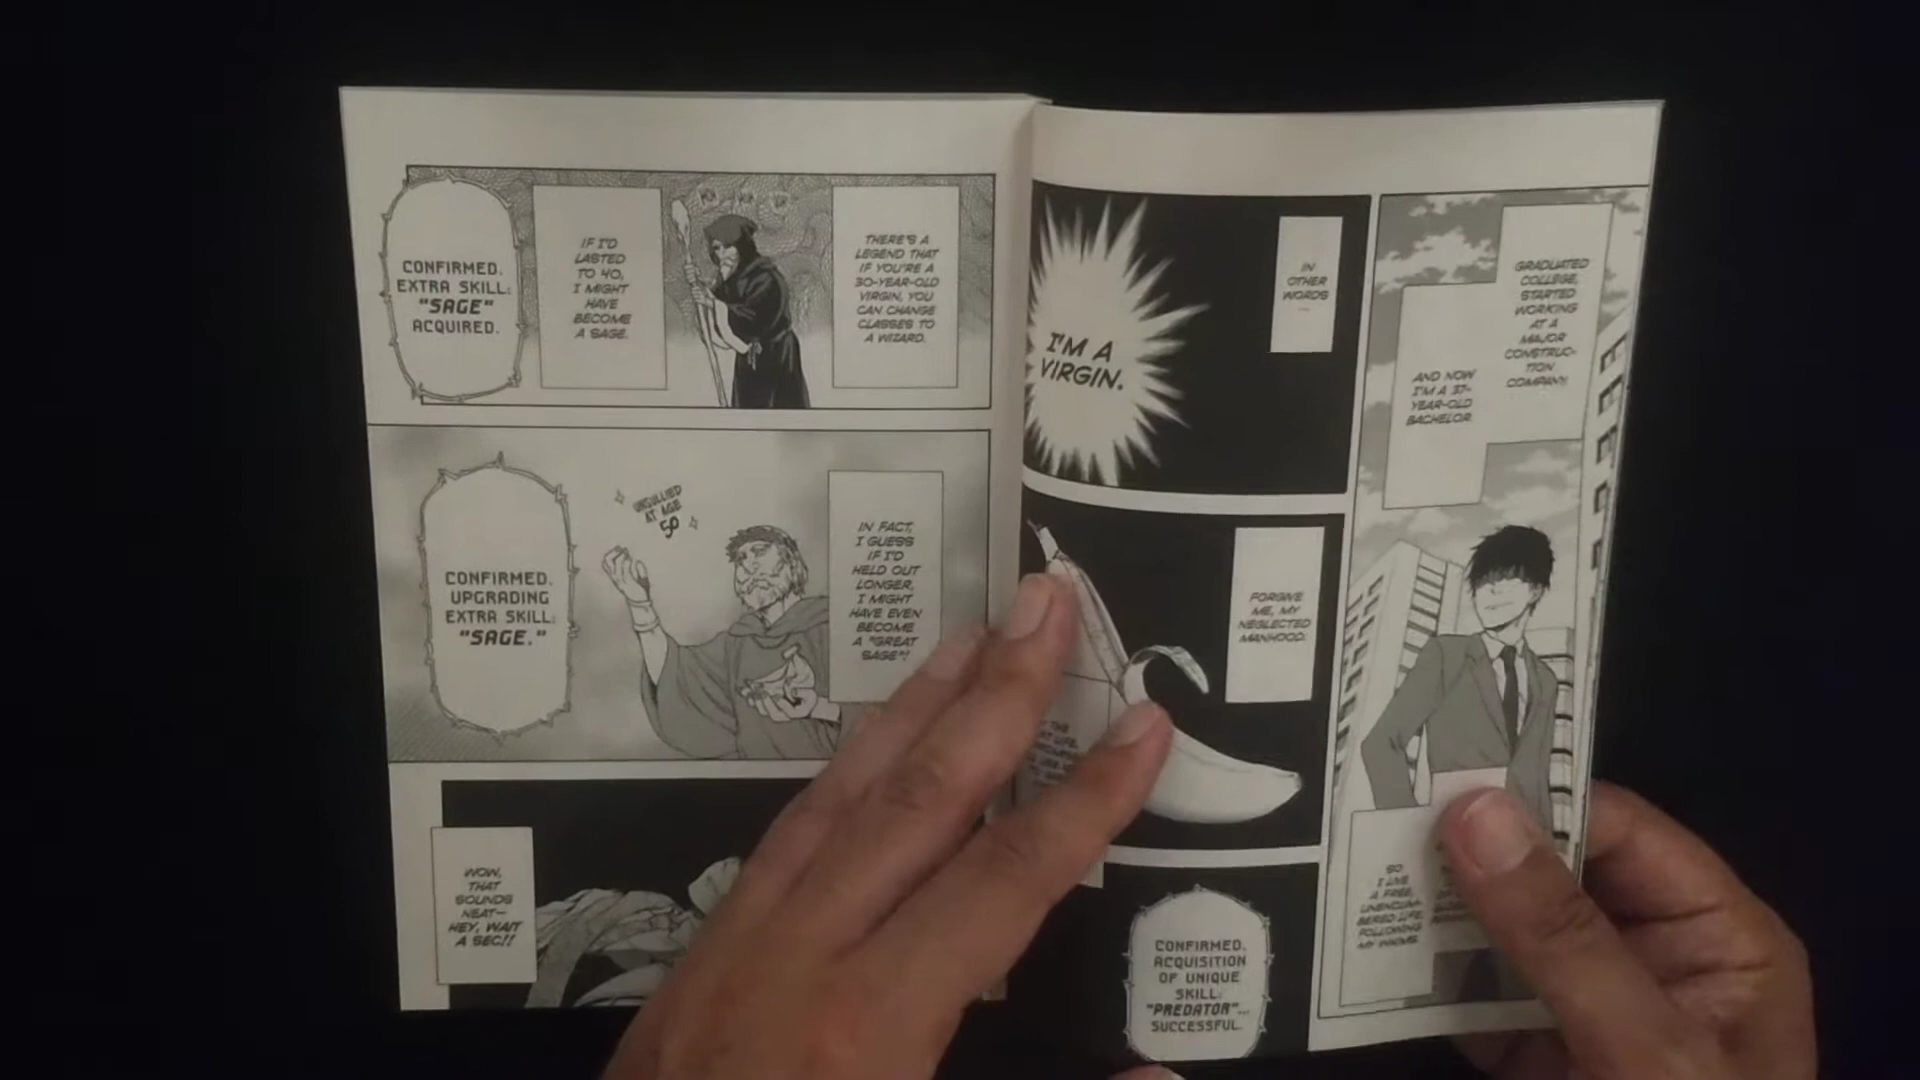 GRADUATED
COLLEGE,
STARTED
WORKING
AT A
MAJOR
CONSTRUC-
TION
COMPANY.
AND NOW
I'M A 37-
YEAR-OLD
BACHELOR.
SO
I LIVE
A FREE,
UNENCUM-
BERED LIFE,
FOLLOWING
MY WHIMS.
IN
OTHER
WORDS
...
I'M A
VIRGIN.
FORGIVE
ME, MY
NEGLECTED
MANHOOD.
CONFIRMED.
ACQUISITION
OF UNIQUE
SKILL:
"PREDATOR"...
SUCCESSFUL.
THERE'S A
LEGEND THAT
IF YOU'RE A
30-YEAR-OLD
VIRGIN, YOU
CAN CHANGE
CLASSES TO
A WIZARD.
IF I'D
LASTED
TO 40,
I MIGHT
HAVE
BECOME
A SAGE.
CONFIRMED.
EXTRA SKILL:
"SAGE"
ACQUIRED.
IN FACT,
I GUESS
IF I'D
HELD OUT
LONGER,
I MIGHT
HAVE EVEN
BECOME
A "GREAT
SAGE"!
UNSULLIED
AT AGE
50
CONFIRMED.
UPGRADING
EXTRA SKILL:
"SAGE."
WOW,
THAT
SOUNDS
NEAT—
HEY, WAIT
A SEC!!